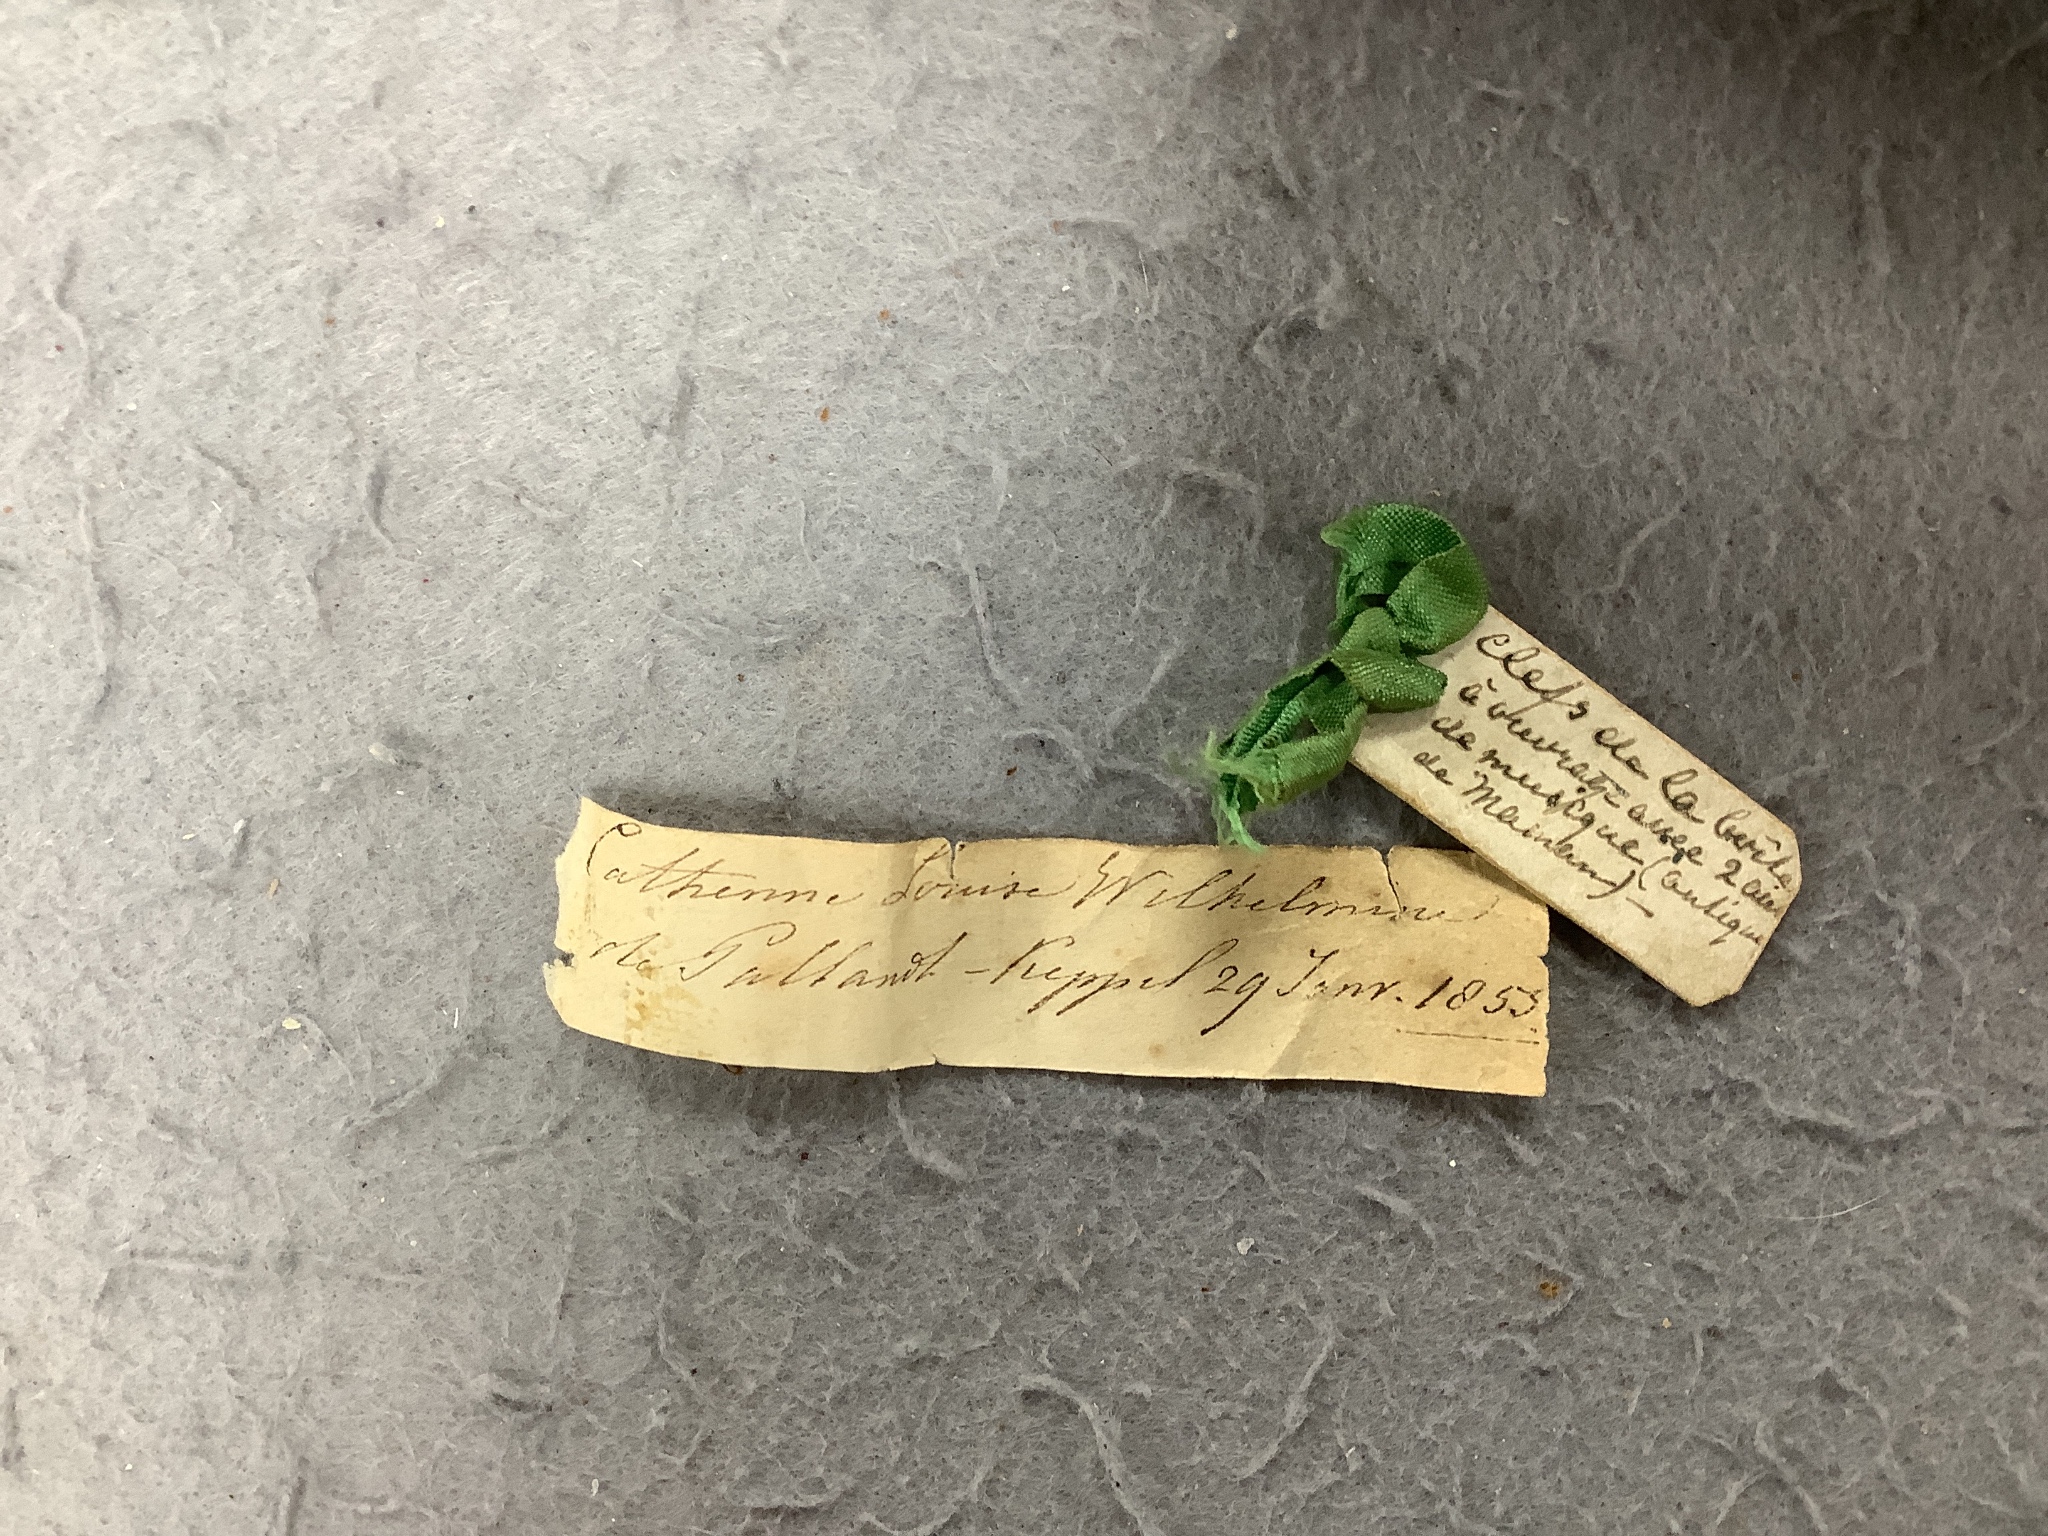 Clefs de la boîte
à ouvrage avec 2 airs
de musique (antique
de Maman) -
Catherine Louise Wilhelmine
de Pallandt - Keppel 29 Janr. 1855